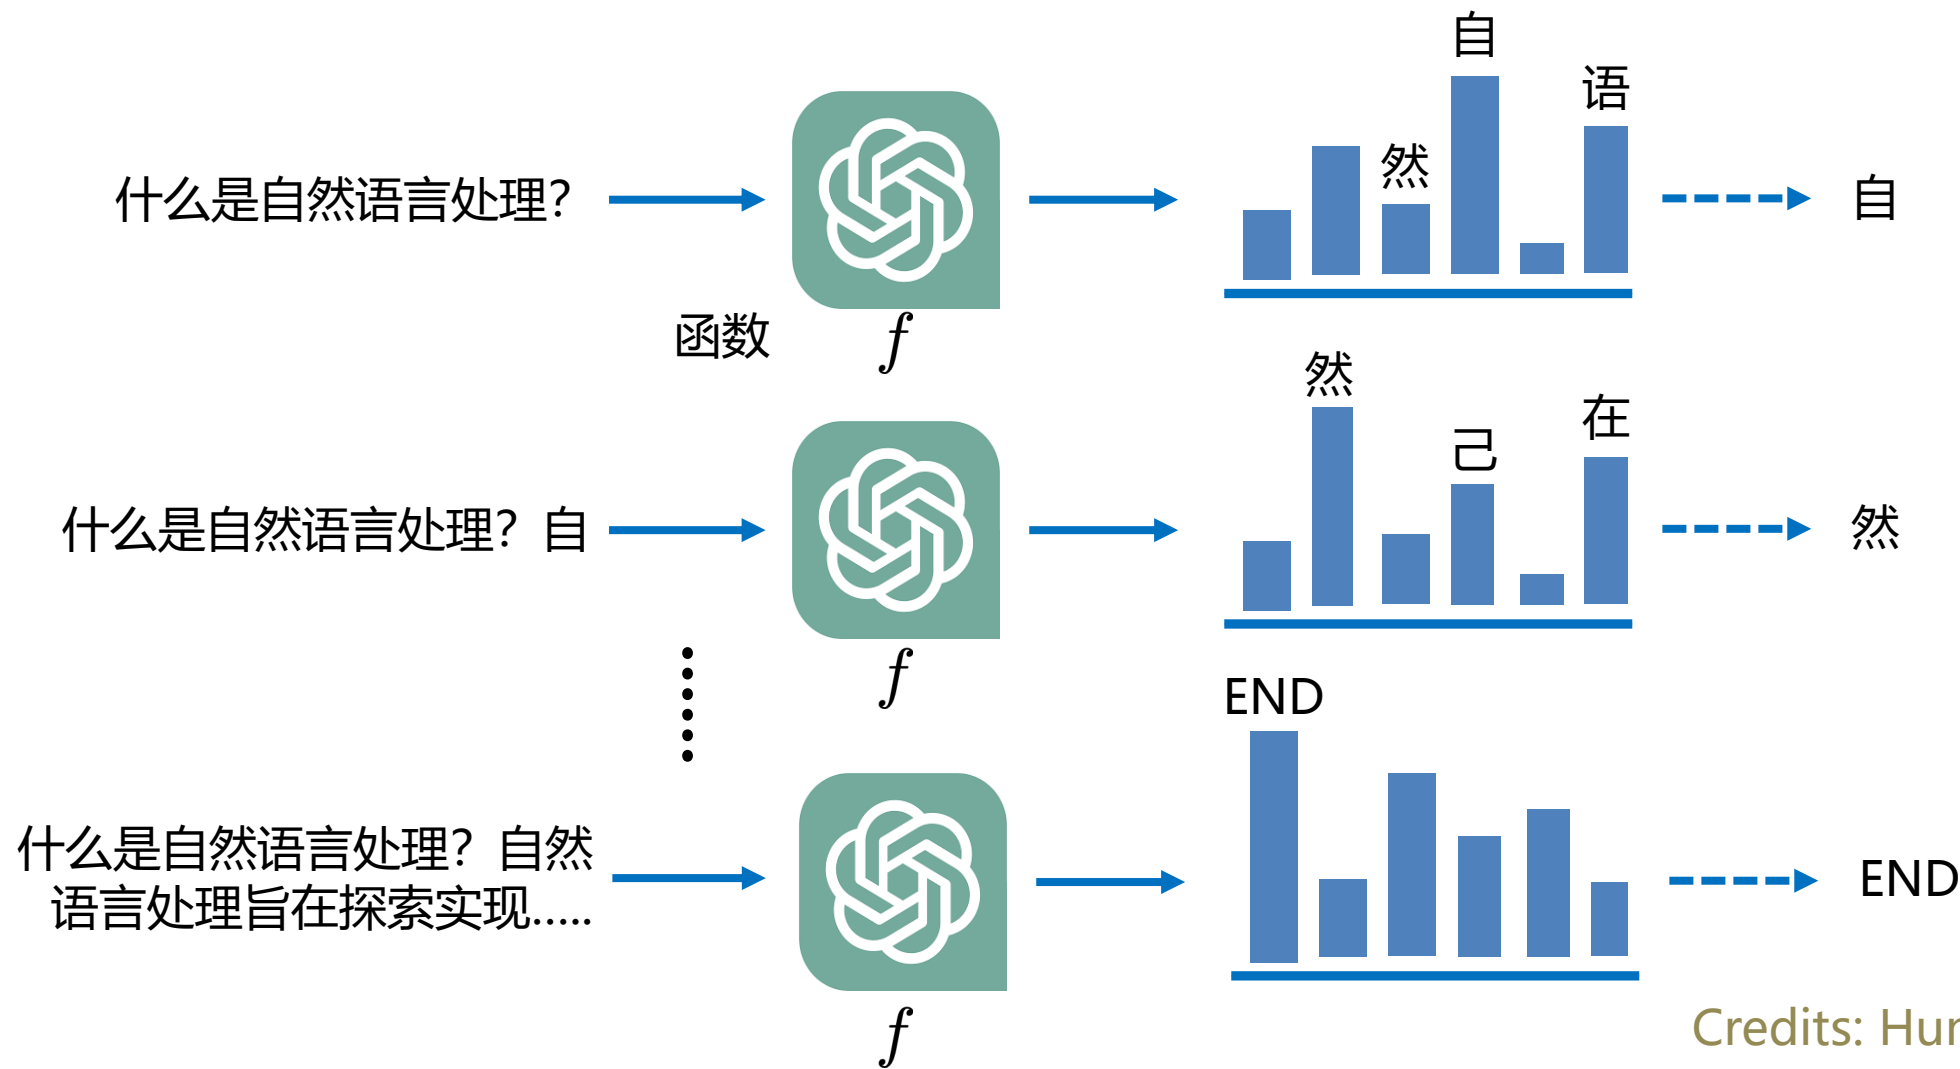 自
语
然
什么是自然语言处理？
自
函数
f
然
在
己
什么是自然语言处理？自
然
f
END
什么是自然语言处理？自然
语言处理旨在探索实现.....
END
f
Credits: